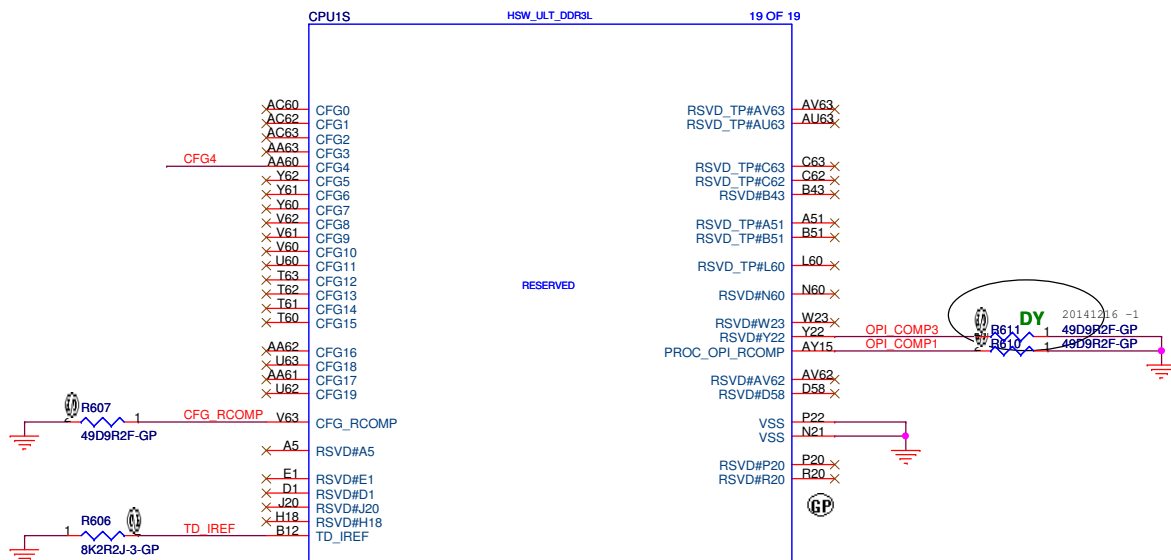 CPU1S HSW_ULT_DDR3L 19 OF 19
AC60 CFG0 RSVD_TP#AV63 AV63
AC62 CFG1 RSVD_TP#AU63 AU63
AC63 CFG2
AA63 CFG3
CFG4 AA60 CFG4 RSVD_TP#C63 C63
Y62 CFG5 RSVD_TP#C62 C62
Y61 CFG6 RSVD#B43 B43
Y60 CFG7
V62 CFG8 RSVD_TP#A51 A51
V61 CFG9 RSVD_TP#B51 B51
V60 CFG10
U60 CFG11 RSVD_TP#L60 L60
T63 CFG12
T62 CFG13 RESERVED RSVD#N60 N60
T61 CFG14
T60 CFG15 RSVD#W23 W23 DY 20141216 -1
RSVD#Y22 Y22 OPI_COMP3 R611 1 49D9R2F-GP
AA62 CFG16 PROC_OPI_RCOMP AY15 OPI_COMP1 2 R610 1 49D9R2F-GP
U63 CFG18
AA61 CFG17 RSVD#AV62 AV62
U62 CFG19 RSVD#D58 D58
R607
2 1 CFG_RCOMP V63 CFG_RCOMP VSS P22
49D9R2F-GP VSS N21
A5 RSVD#A5
RSVD#P20 P20
E1 RSVD#E1 RSVD#R20 R20
D1 RSVD#D1
J20 RSVD#J20 GP
H18 RSVD#H18
R606
1 TD_IREF B12 TD_IREF
8K2R2J-3-GP